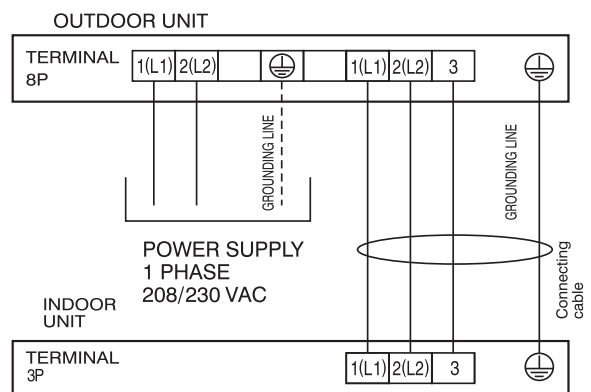 OUTDOOR UNIT
TERMINAL
8P
1(L1) 2(L2) 1(L1) 2(L2) 3
GROUNDING LINE
GROUNDING LINE
POWER SUPPLY
1 PHASE
208/230 VAC
Connecting
cable
INDOOR
UNIT
TERMINAL
3P
1(L1) 2(L2) 3